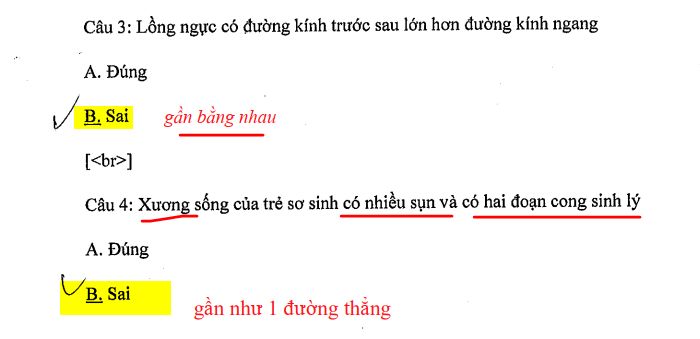 Câu 3: Lồng ngực có đường kính trước sau lớn hơn đường kính ngang
A. Đúng
B. Sai gần bằng nhau
[<br>]
Câu 4: Xương sống của trẻ sơ sinh có nhiều sụn và có hai đoạn cong sinh lý
A. Đúng
B. Sai
gần như 1 đường thẳng